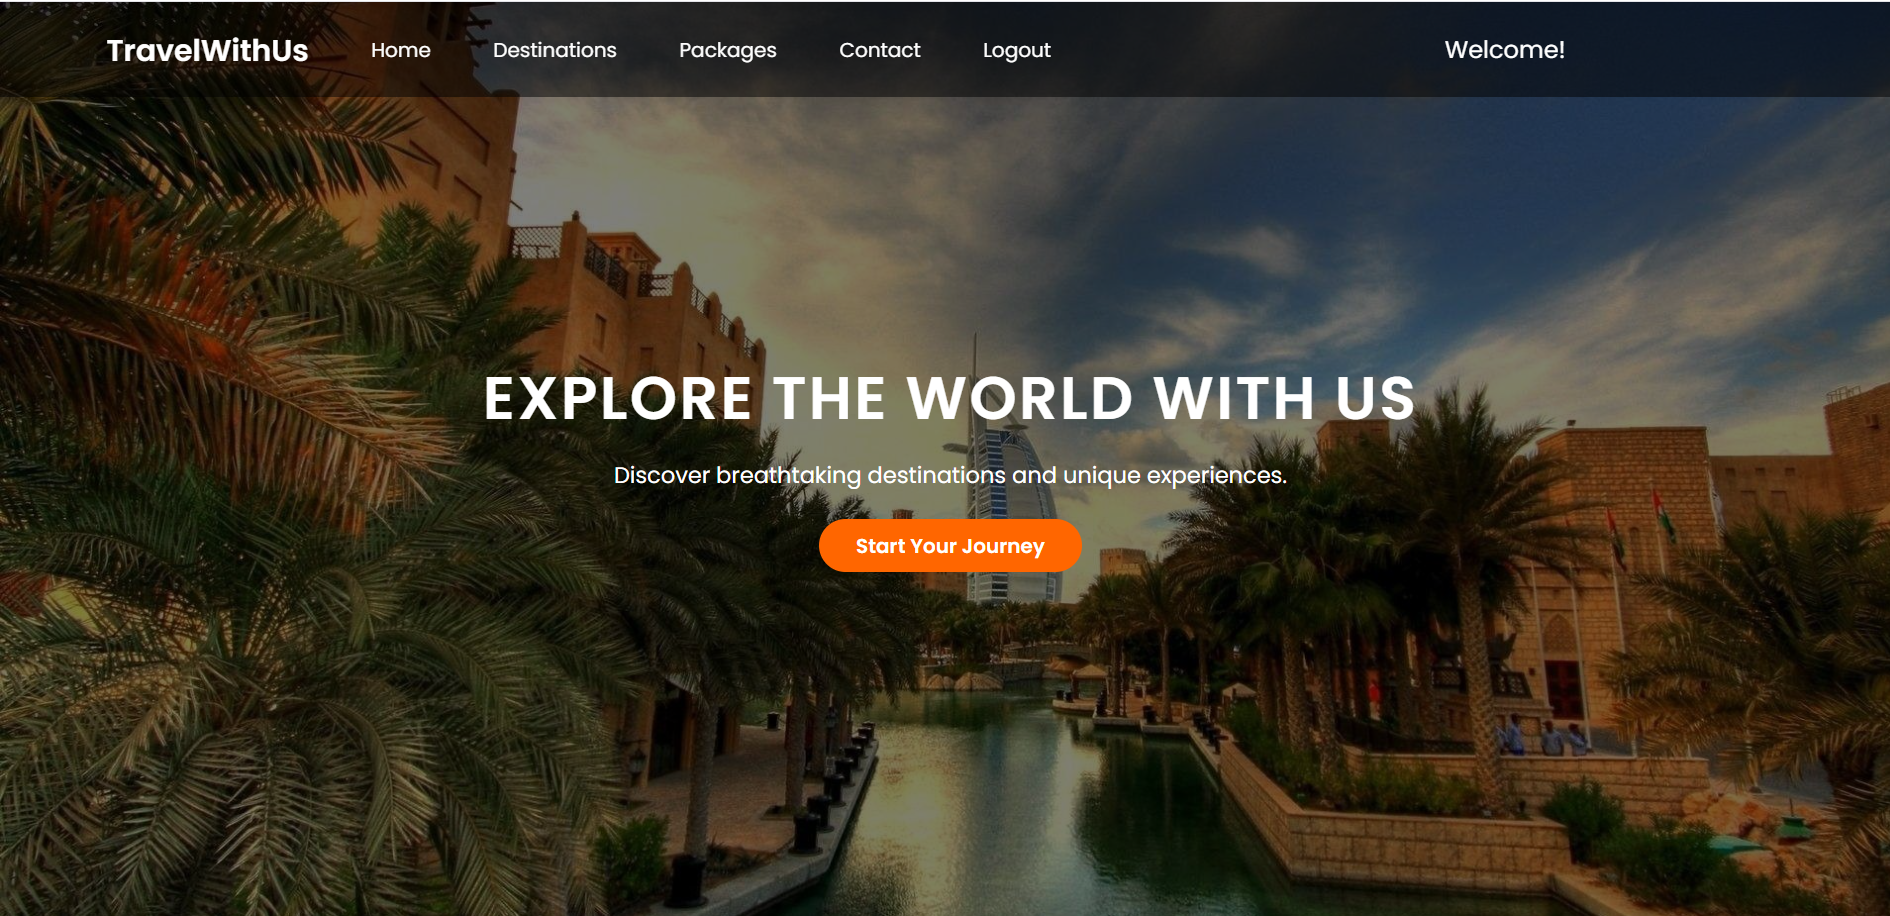 TravelWithUs Home Destinations Packages Contact Logout Welcome!
EXPLORE THE WORLD WITH US
Discover breathtaking destinations and unique experiences.
Start Your Journey